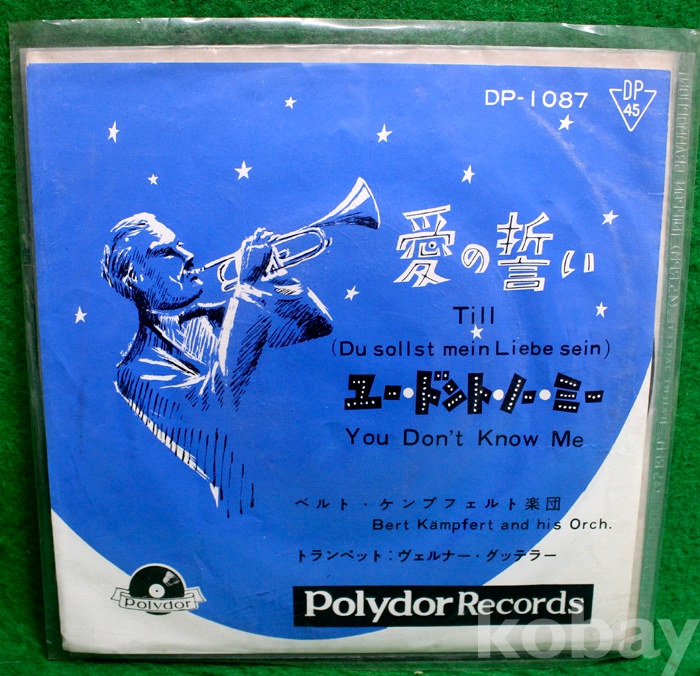 DP-1087
DP
45
愛の誓い
Till
(Du sollst mein Liebe sein)
ユー・ドント・ノー・ミー
You Don't Know Me
ベルト・ケンプフェルト楽団
Bert Kämpfert and his Orch.
トランペット:ヴェルナー・グッテラー
Polydor
Polydor Records
kobay